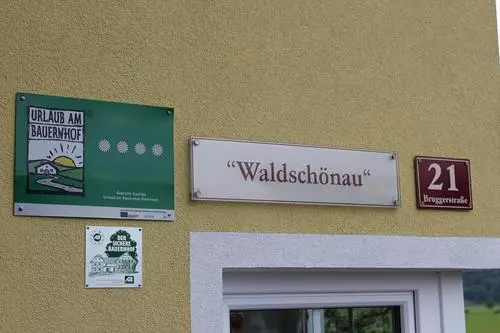 URLAUB AM
BAUERNHOF
"Waldschönau"
21
Bruggerstraße
DER
SICHERE
BAUERNHOF